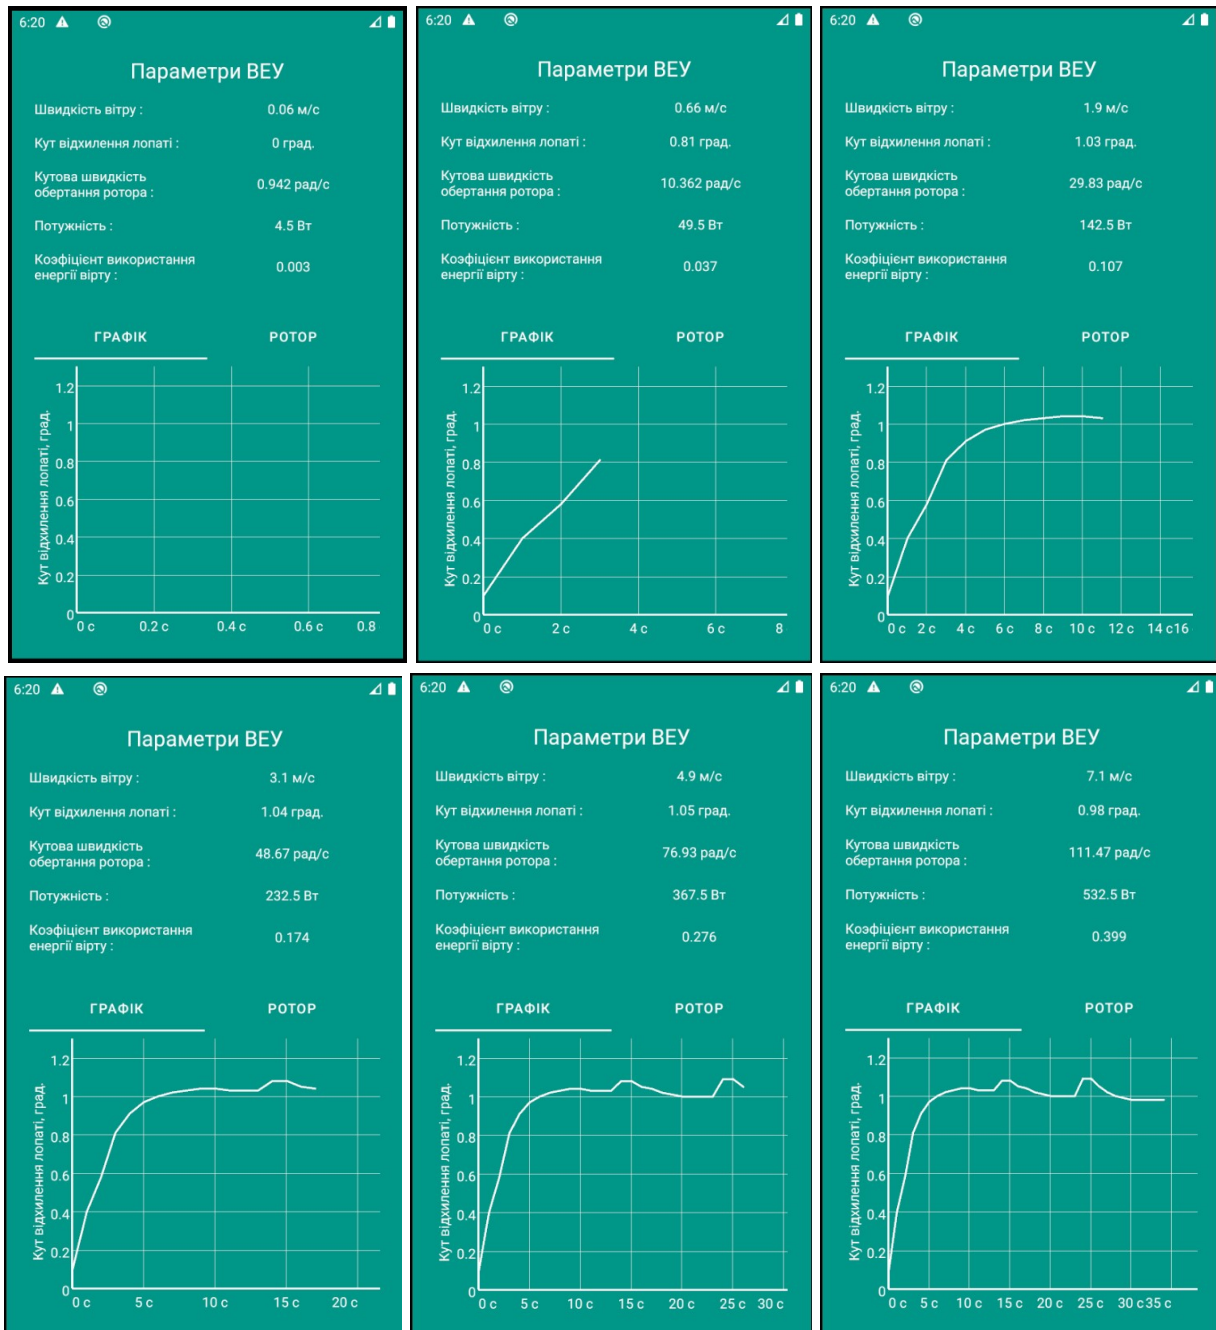 6:20
Параметри ВЕУ
Швидкість вітру :
0.06 м/с
Кут відхилення лопаті :
0 град.
Кутова швидкість
обертання ротора :
0.942 рад/с
Потужність :
4.5 Вт
Коэфіцієнт використання
енергії вірту :
0.003
ГРАФІК
РОТОР
Кут відхилення лопаті, град.
1.2
1
0.8
0.6
0.4
0.2
0
0 с 0.2 с 0.4 с 0.6 с 0.8
6:20
Параметри ВЕУ
Швидкість вітру :
0.66 м/с
Кут відхилення лопаті :
0.81 град.
Кутова швидкість
обертання ротора :
10.362 рад/с
Потужність :
49.5 Вт
Коэфіцієнт використання
енергії вірту :
0.037
ГРАФІК
РОТОР
Кут відхилення лопаті, град.
1.2
1
0.8
0.6
0.4
0.2
0
0 с 2 с 4 с 6 с 8
6:20
Параметри ВЕУ
Швидкість вітру :
1.9 м/с
Кут відхилення лопаті :
1.03 град.
Кутова швидкість
обертання ротора :
29.83 рад/с
Потужність :
142.5 Вт
Коэфіцієнт використання
енергії вірту :
0.107
ГРАФІК
РОТОР
Кут відхилення лопаті, град.
1.2
1
0.8
0.6
0.4
0.2
0
0 с 2 с 4 с 6 с 8 с 10 с 12 с 14 с16
6:20
Параметри ВЕУ
Швидкість вітру :
3.1 м/с
Кут відхилення лопаті :
1.04 град.
Кутова швидкість
обертання ротора :
48.67 рад/с
Потужність :
232.5 Вт
Коэфіцієнт використання
енергії вірту :
0.174
ГРАФІК
РОТОР
Кут відхилення лопаті, град.
1.2
1
0.8
0.6
0.4
0.2
0
0 с 5 с 10 с 15 с 20 с
6:20
Параметри ВЕУ
Швидкість вітру :
4.9 м/с
Кут відхилення лопаті :
1.05 град.
Кутова швидкість
обертання ротора :
76.93 рад/с
Потужність :
367.5 Вт
Коэфіцієнт використання
енергії вірту :
0.276
ГРАФІК
РОТОР
Кут відхилення лопаті, град.
1.2
1
0.8
0.6
0.4
0.2
0
0 с 5 с 10 с 15 с 20 с 25 с 30 с
6:20
Параметри ВЕУ
Швидкість вітру :
7.1 м/с
Кут відхилення лопаті :
0.98 град.
Кутова швидкість
обертання ротора :
111.47 рад/с
Потужність :
532.5 Вт
Коэфіцієнт використання
енергії вірту :
0.399
ГРАФІК
РОТОР
Кут відхилення лопаті, град.
1.2
1
0.8
0.6
0.4
0.2
0
0 с 5 с 10 с 15 с 20 с 25 с 30 с35 с